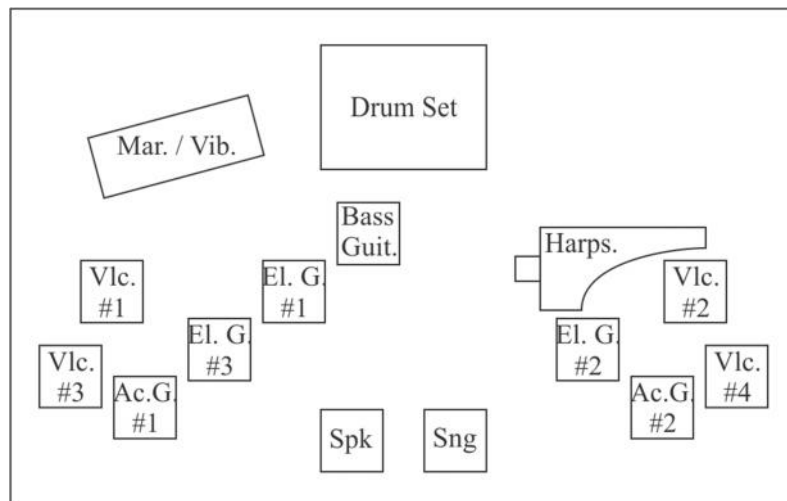 Drum Set
Mar. / Vib.
Bass
Guit.
Harps.
Vlc.
#1
El. G.
#1
Vlc.
#2
El. G.
#3
El. G.
#2
Vlc.
#3
Ac.G.
#1
Ac.G.
#2
Vlc.
#4
Spk
Sng